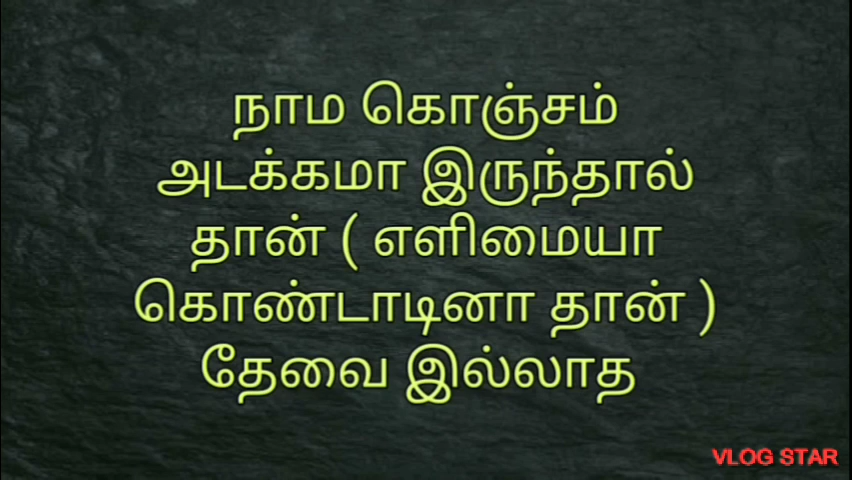 நாம கொஞ்சம்
அடக்கமா இருந்தால்
தான் ( எளிமையா
கொண்டாடினா தான் )
தேவை இல்லாத
VLOG STAR